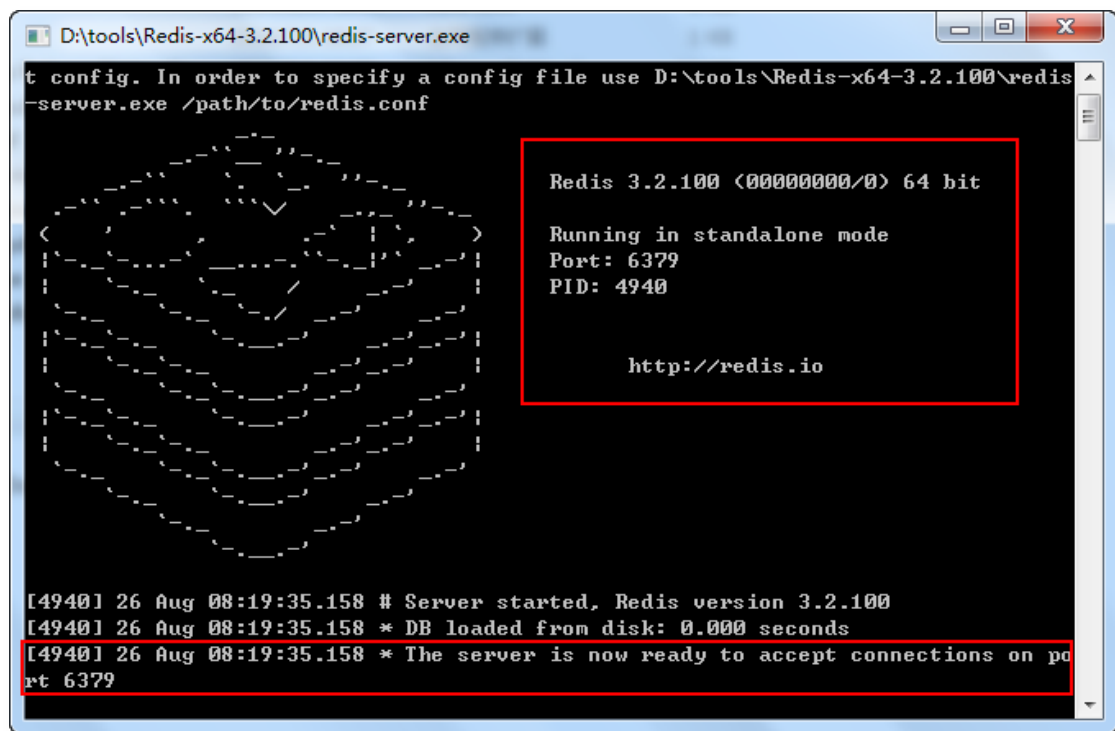 D:\tools\Redis-x64-3.2.100\redis-server.exe
t config. In order to specify a config file use D:\tools\Redis-x64-3.2.100\redis
-server.exe /path/to/redis.conf
Redis 3.2.100 (00000000/0) 64 bit
Running in standalone mode
Port: 6379
PID: 4940
http://redis.io
[4940] 26 Aug 08:19:35.158 # Server started, Redis version 3.2.100
[4940] 26 Aug 08:19:35.158 * DB loaded from disk: 0.000 seconds
[4940] 26 Aug 08:19:35.158 * The server is now ready to accept connections on po
rt 6379